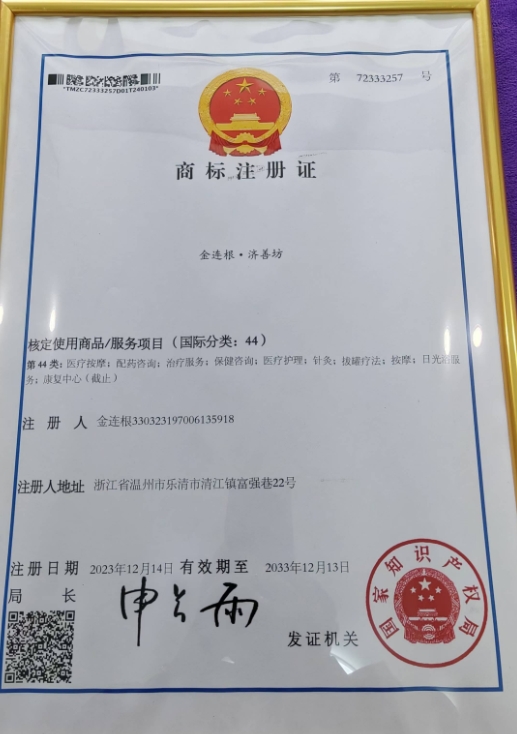 *TMZC72333257D01T240103*
第 72333257 号
商标注册证
金连根·济善坊
核定使用商品/服务项目（国际分类：44）
第44类：医疗按摩；配药咨询；治疗服务；保健咨询；医疗护理；针灸；拔罐疗法；按摩；日光浴服
务；康复中心（截止）
注 册 人 金连根330323197006135918
注册人地址 浙江省温州市乐清市清江镇富强巷22号
注册日期 2023年12月14日 有效期至 2033年12月13日
局 长 申长雨
发证机关
国家知识产权局